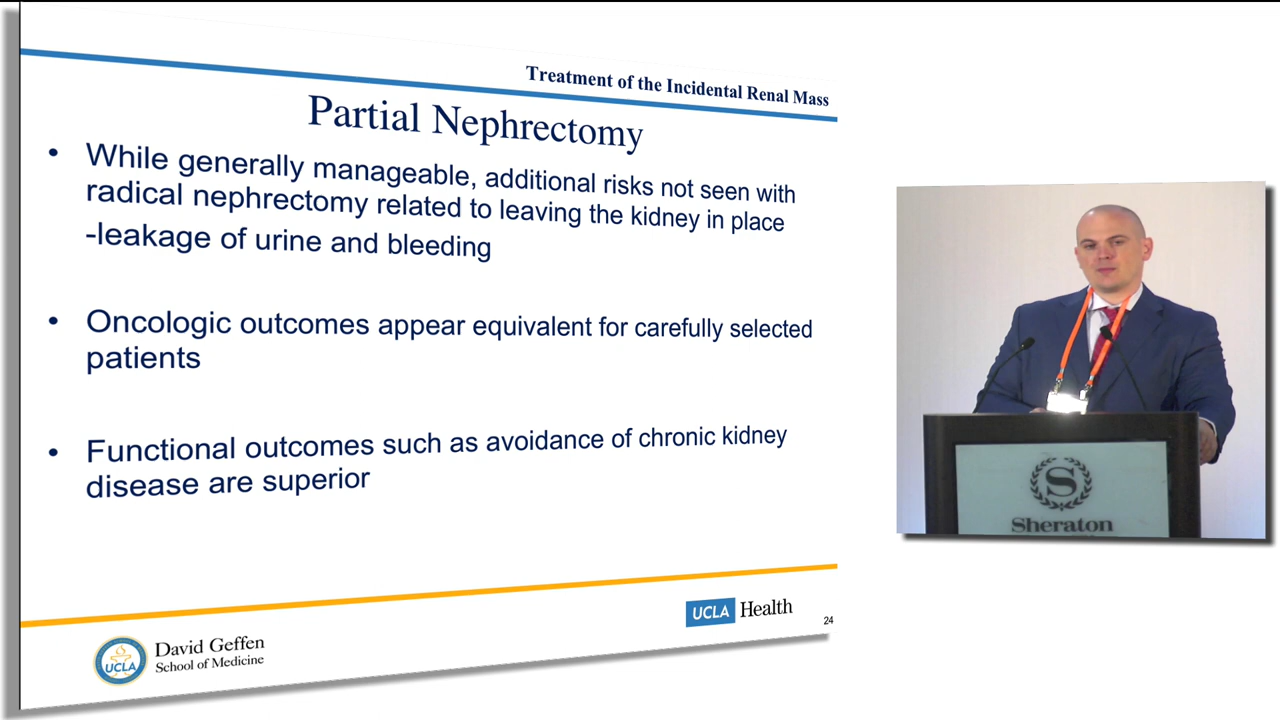 Treatment of the Incidental Renal Mass
Partial Nephrectomy
• While generally manageable, additional risks not seen with
radical nephrectomy related to leaving the kidney in place
-leakage of urine and bleeding
• Oncologic outcomes appear equivalent for carefully selected
patients
• Functional outcomes such as avoidance of chronic kidney
disease are superior
UCLA
David Geffen
School of Medicine
UCLA Health
24
S
Sheraton